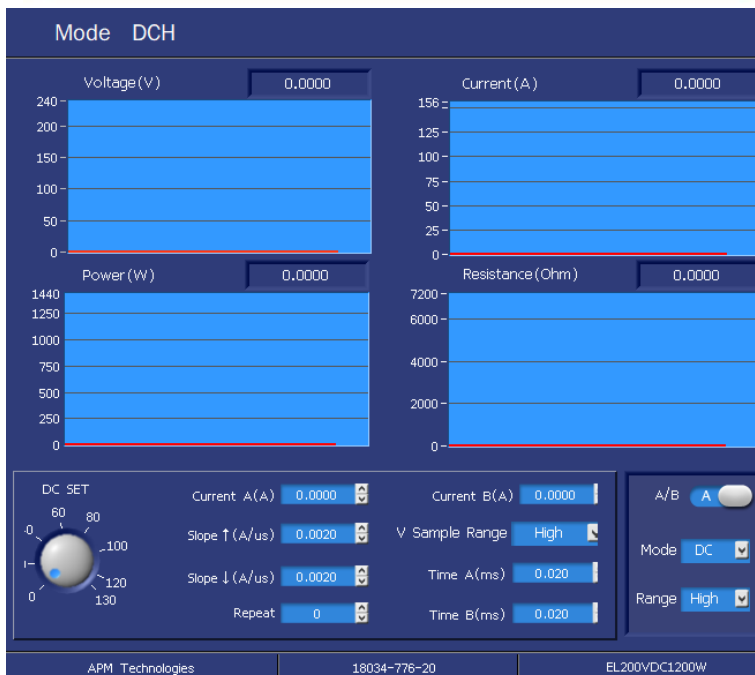 Mode DCH
Voltage(V) 0.0000
240
200
150
100
50
0
Current(A) 0.0000
156
125
100
75
50
25
0
Power(W) 0.0000
1440
1250
1000
750
500
250
0
Resistance(Ohm) 0.0000
7200
6000
4000
2000
0
DC SET
0
60
80
100
120
130
Current A(A) 0.0000
Slope ↑(A/us) 0.0020
Slope ↓(A/us) 0.0020
Repeat 0
Current B(A) 0.0000
V Sample Range High
Time A(ms) 0.020
Time B(ms) 0.020
A/B A
Mode DC
Range High
APM Technologies 18034-776-20 EL200VDC1200W